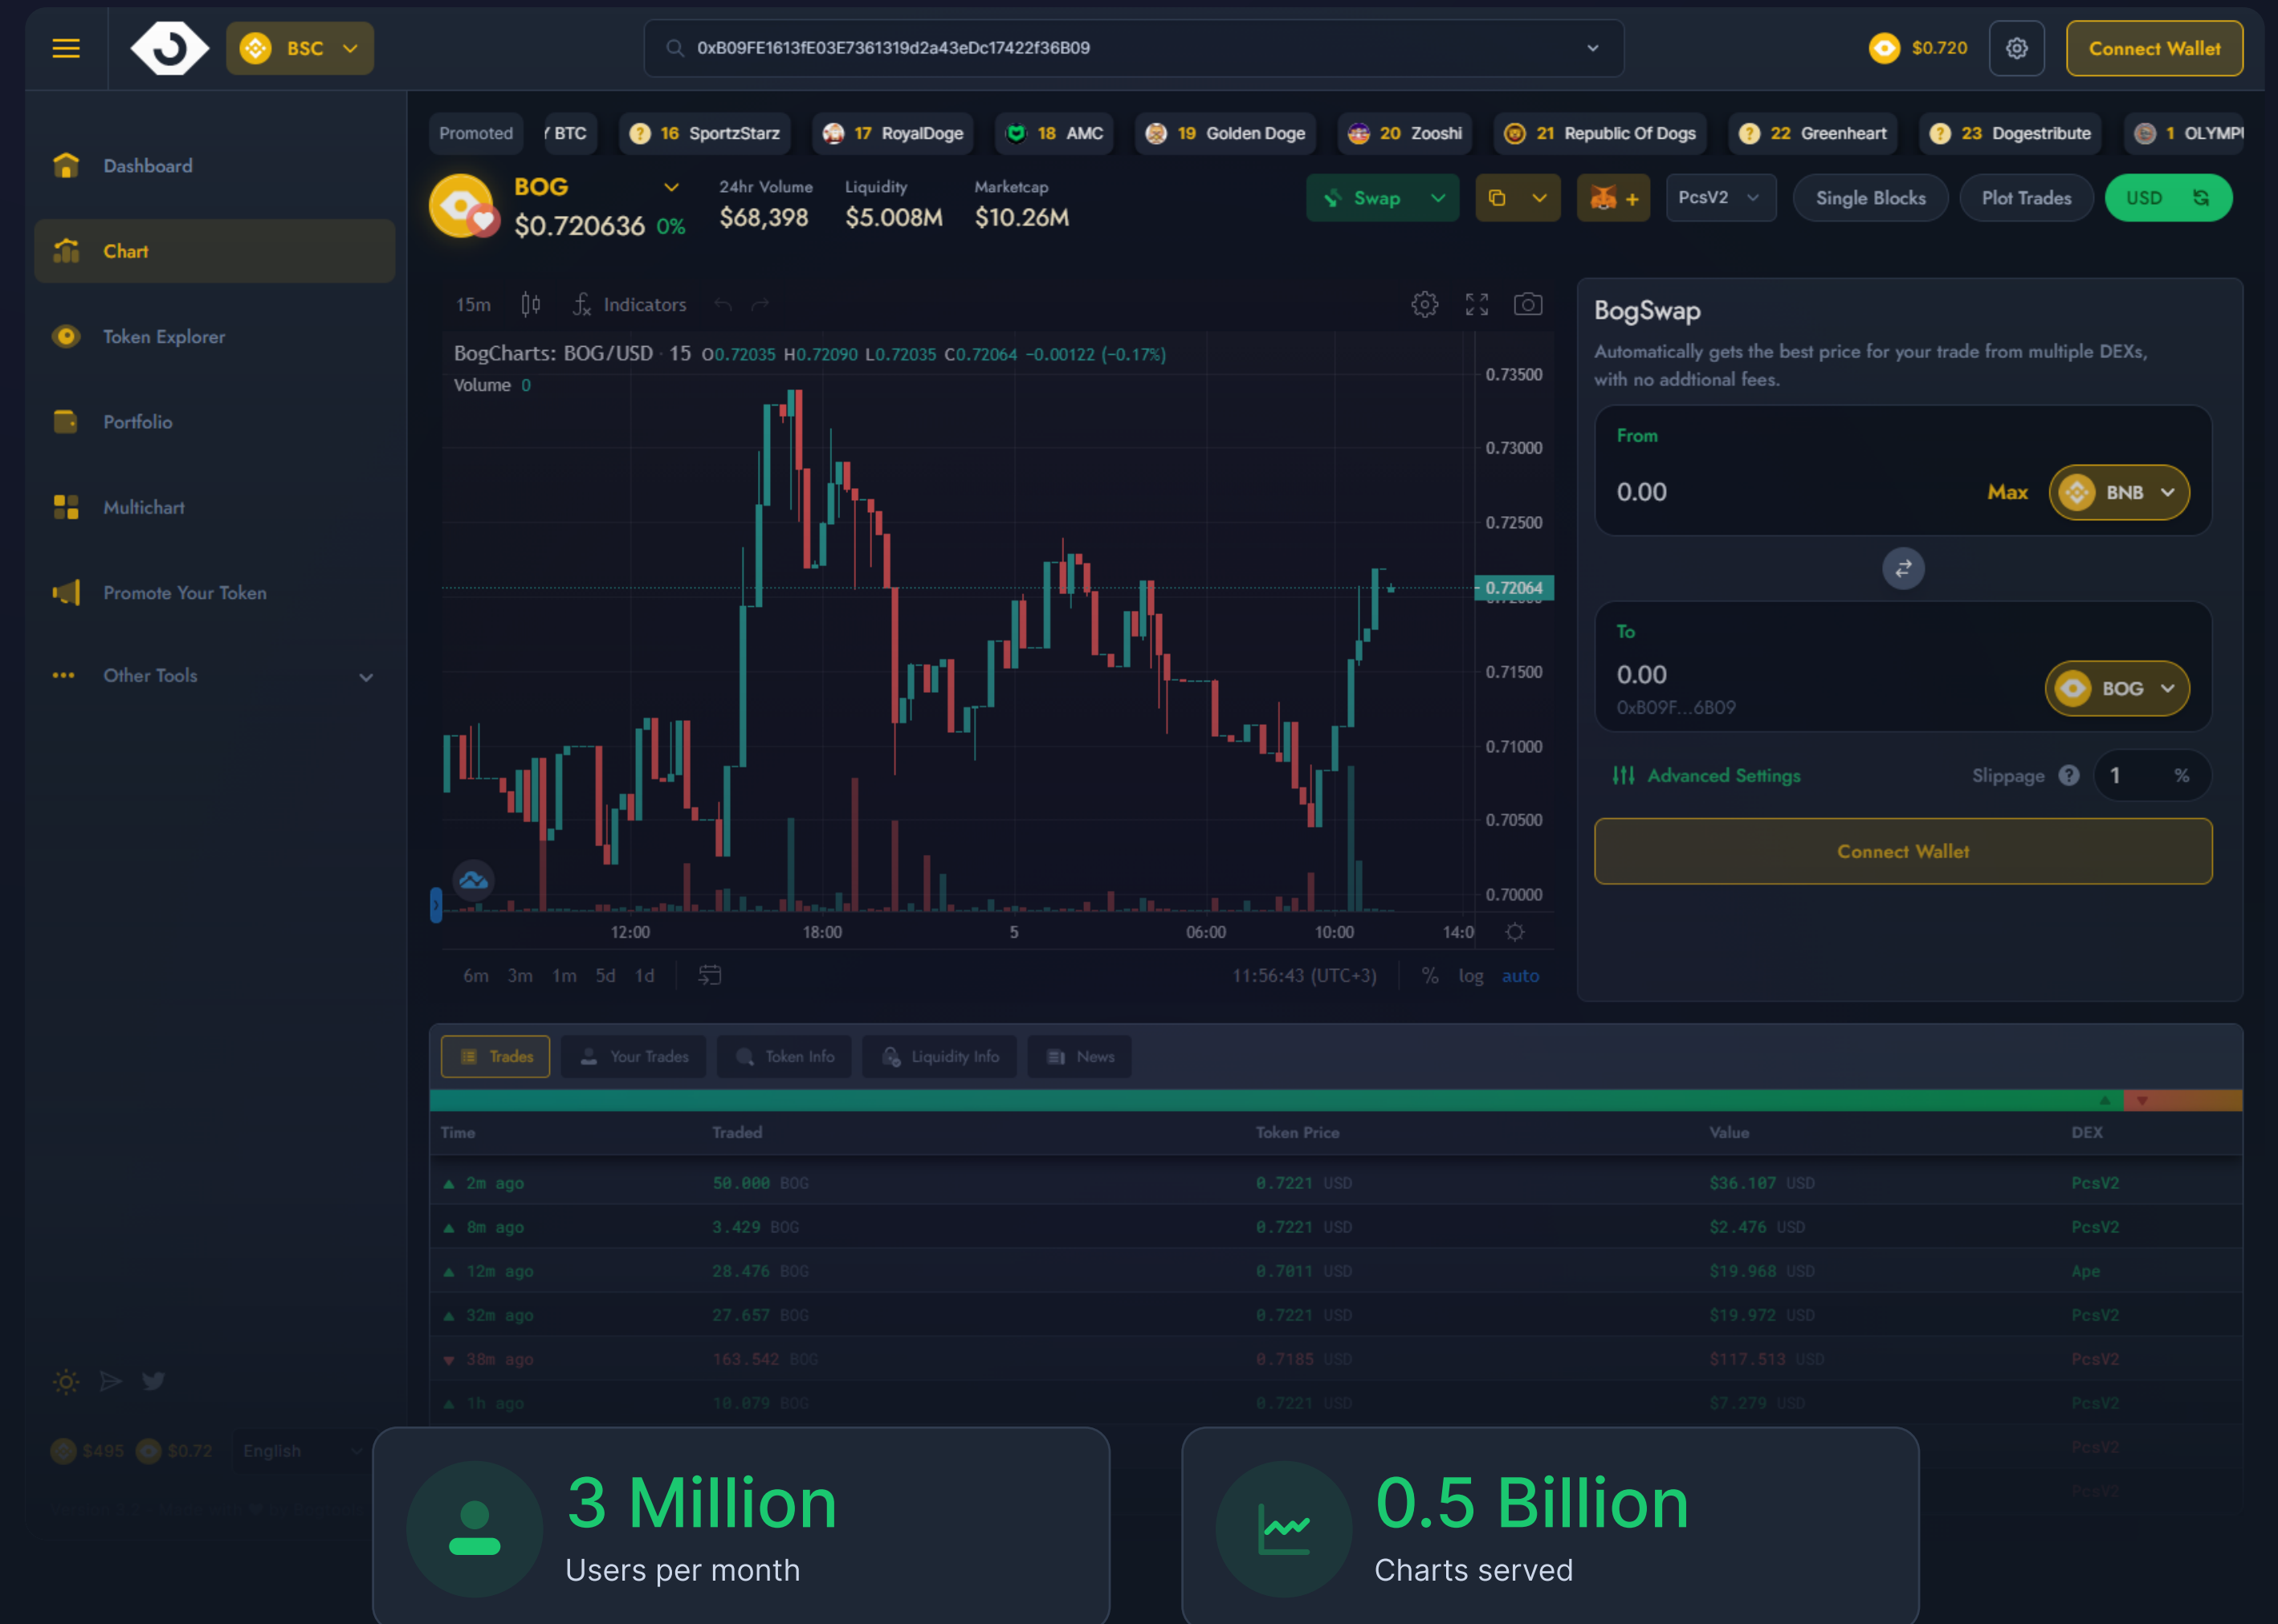 BSC
0xB09FE1613fE03E7361319d2a43eDc17422f36B09
$0.720
Connect Wallet
Dashboard
Chart
Token Explorer
Portfolio
Multichart
Promote Your Token
Other Tools
Promoted
BTC
16 SportzStarz
17 RoyalDoge
18 AMC
19 Golden Doge
20 Zooshi
21 Republic Of Dogs
22 Greenheart
23 Dogestribute
1 OLYMP
BOG
$0.720636 0%
24hr Volume
$68,398
Liquidity
$5.008M
Marketcap
$10.26M
Swap
PcsV2
Single Blocks
Plot Trades
USD
15m
Indicators
BogCharts: BOG/USD · 15 O0.72035 H0.72090 L0.72035 C0.72064 −0.00122 (−0.17%)
Volume 0
0.73500
0.73000
0.72500
0.72064
0.71500
0.71000
0.70500
0.70000
12:00
18:00
5
06:00
10:00
14:0
6m 3m 1m 5d 1d
11:56:43 (UTC+3)
% log auto
BogSwap
Automatically gets the best price for your trade from multiple DEXs,
with no addtional fees.
From
0.00
Max
BNB
To
0.00
0xB09F...6B09
BOG
Advanced Settings
Slippage ?
1 %
Connect Wallet
Trades
Your Trades
Token Info
Liquidity Info
News
Time Traded Token Price Value DEX
2m ago 50.000 BOG 0.7221 USD $36.107 USD PcsV2
8m ago 3.429 BOG 0.7221 USD $2.476 USD PcsV2
12m ago 28.476 BOG 0.7011 USD $19.968 USD Ape
32m ago 27.657 BOG 0.7221 USD $19.972 USD PcsV2
38m ago 163.542 BOG 0.7185 USD $117.513 USD PcsV2
1h ago 10.079 BOG 0.7221 USD $7.279 USD PcsV2
PcsV2
PcsV2
$495 $0.72 English
3 Million
Users per month
0.5 Billion
Charts served